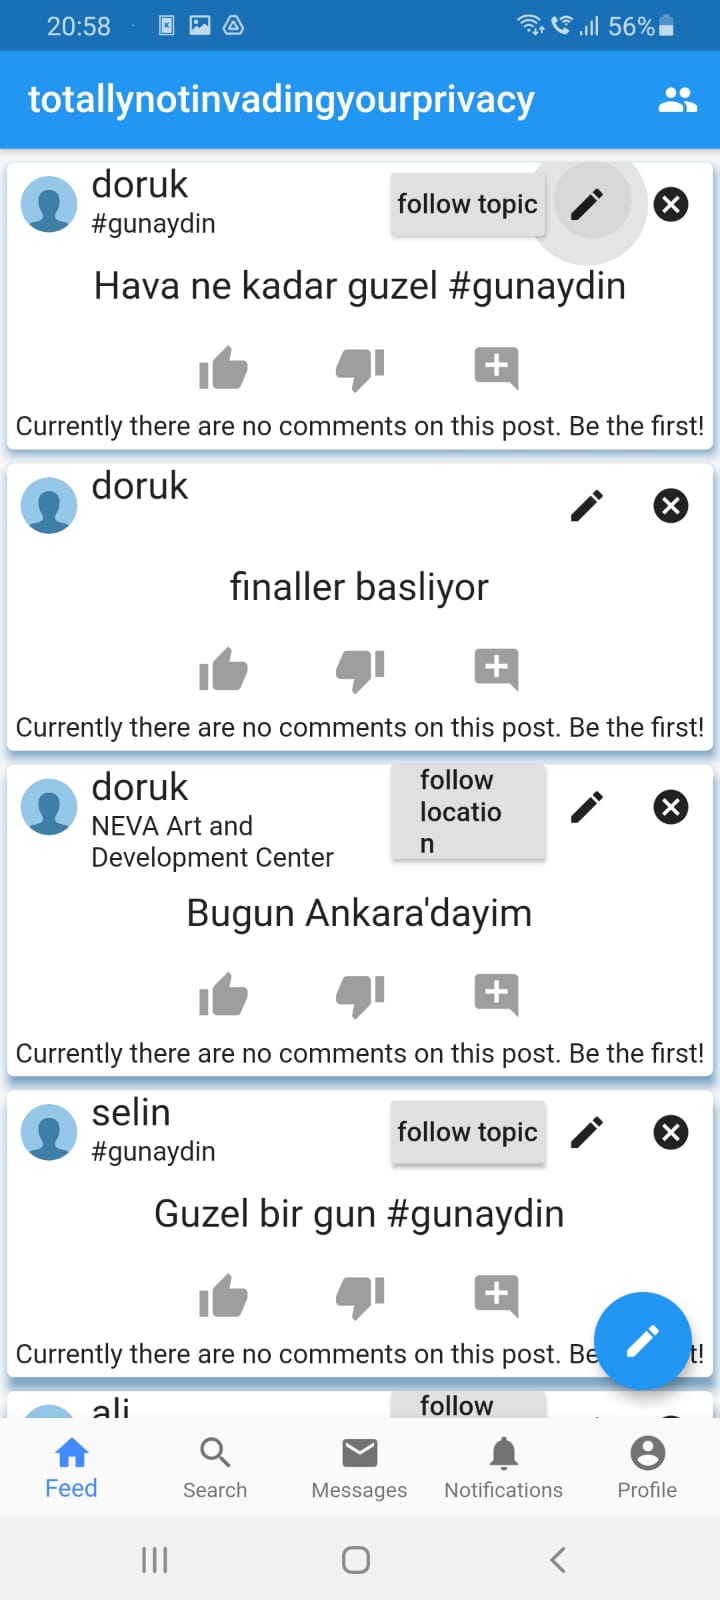 20:58
56%
totallynotinvadingyourprivacy
doruk
#gunaydin
follow topic
Hava ne kadar guzel #gunaydin
Currently there are no comments on this post. Be the first!
doruk
finaller basliyor
Currently there are no comments on this post. Be the first!
doruk
NEVA Art and
Development Center
follow
locatio
n
Bugun Ankara'dayim
Currently there are no comments on this post. Be the first!
selin
#gunaydin
follow topic
Guzel bir gun #gunaydin
Currently there are no comments on this post. Be t!
ali
follow
Feed
Search
Messages
Notifications
Profile